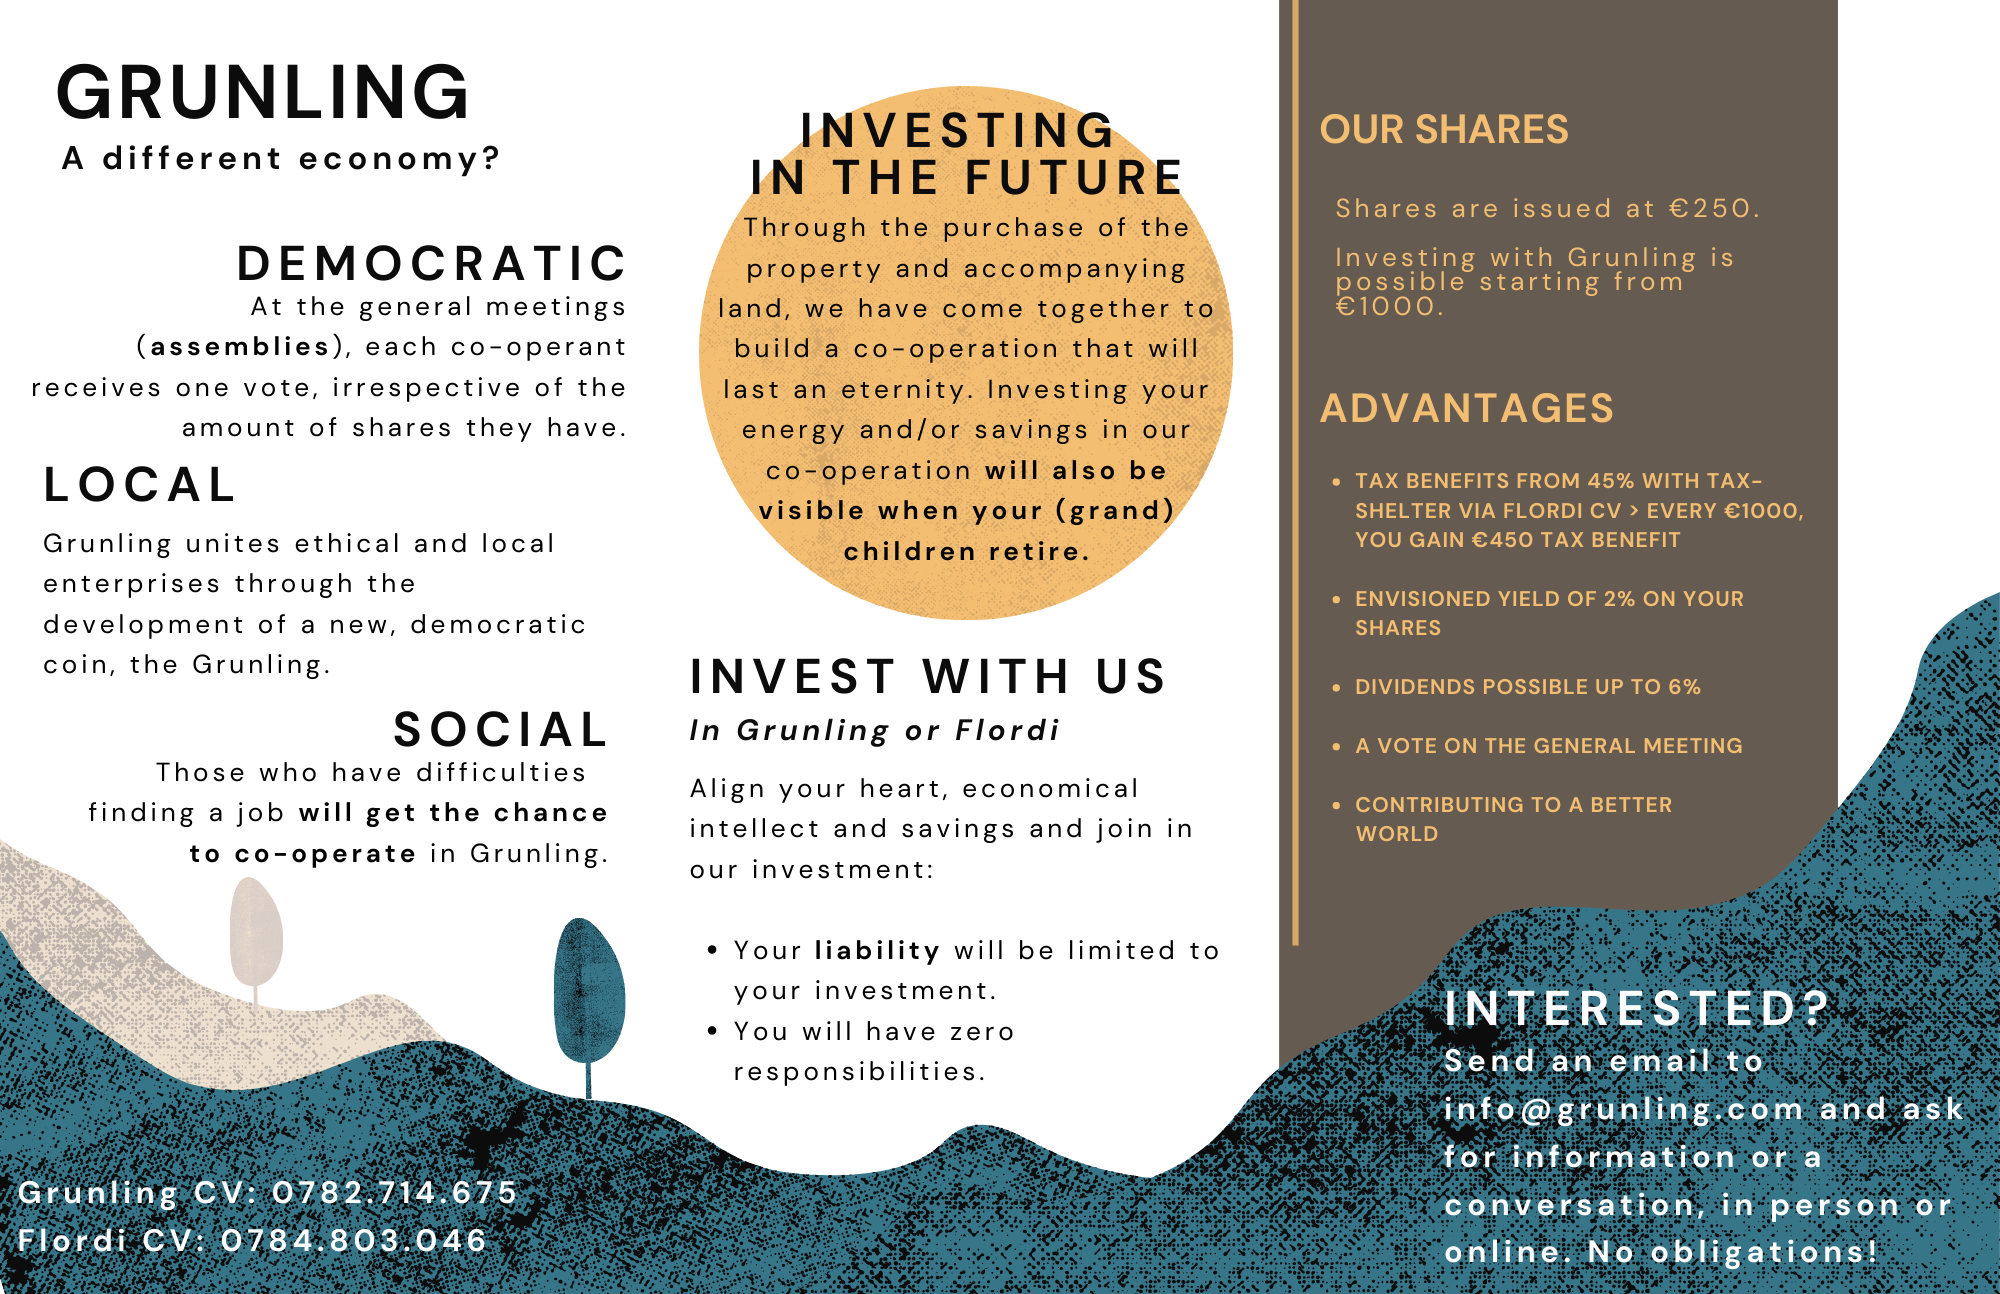 GRUNLING
A different economy?
DEMOCRATIC
At the general meetings
(assemblies), each co-operant
receives one vote, irrespective of the
amount of shares they have.
LOCAL
Grunling unites ethical and local
enterprises through the
development of a new, democratic
coin, the Grunling.
SOCIAL
Those who have difficulties
finding a job will get the chance
to co-operate in Grunling.
Grunling CV: 0782.714.675
Flordi CV: 0784.803.046
INVESTING
IN THE FUTURE
Through the purchase of the
property and accompanying
land, we have come together to
build a co-operation that will
last an eternity. Investing your
energy and/or savings in our
co-operation will also be
visible when your (grand)
children retire.
INVEST WITH US
In Grunling or Flordi
Align your heart, economical
intellect and savings and join in
our investment:
• Your liability will be limited to
your investment.
• You will have zero
responsibilities.
OUR SHARES
Shares are issued at €250.
Investing with Grunling is
possible starting from
€1000.
ADVANTAGES
• TAX BENEFITS FROM 45% WITH TAX-
SHELTER VIA FLORDI CV > EVERY €1000,
YOU GAIN €450 TAX BENEFIT
• ENVISIONED YIELD OF 2% ON YOUR
SHARES
• DIVIDENDS POSSIBLE UP TO 6%
• A VOTE ON THE GENERAL MEETING
• CONTRIBUTING TO A BETTER
WORLD
INTERESTED?
Send an email to
info@grunling.com and ask
for information or a
conversation, in person or
online. No obligations!